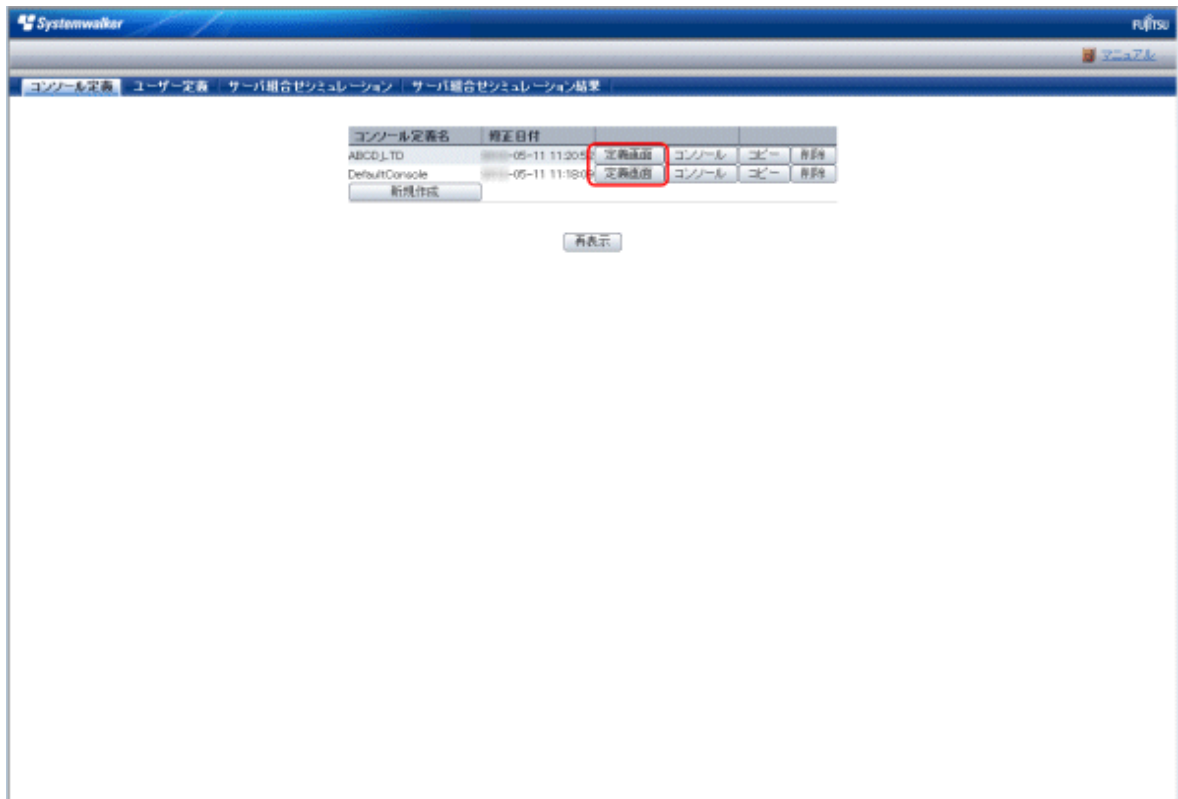 Systemwalker FUJITSU
マニュアル
コンソール定義 ユーザー定義 サーバ組合せシミュレーション サーバ組合せシミュレーション結果
コンソール定義名 修正日付
ABCD_LTD -05-11 11:20:52 定義画面 コンソール コピー 削除
DefaultConsole -05-11 11:18:09 定義画面 コンソール コピー 削除
新規作成
再表示